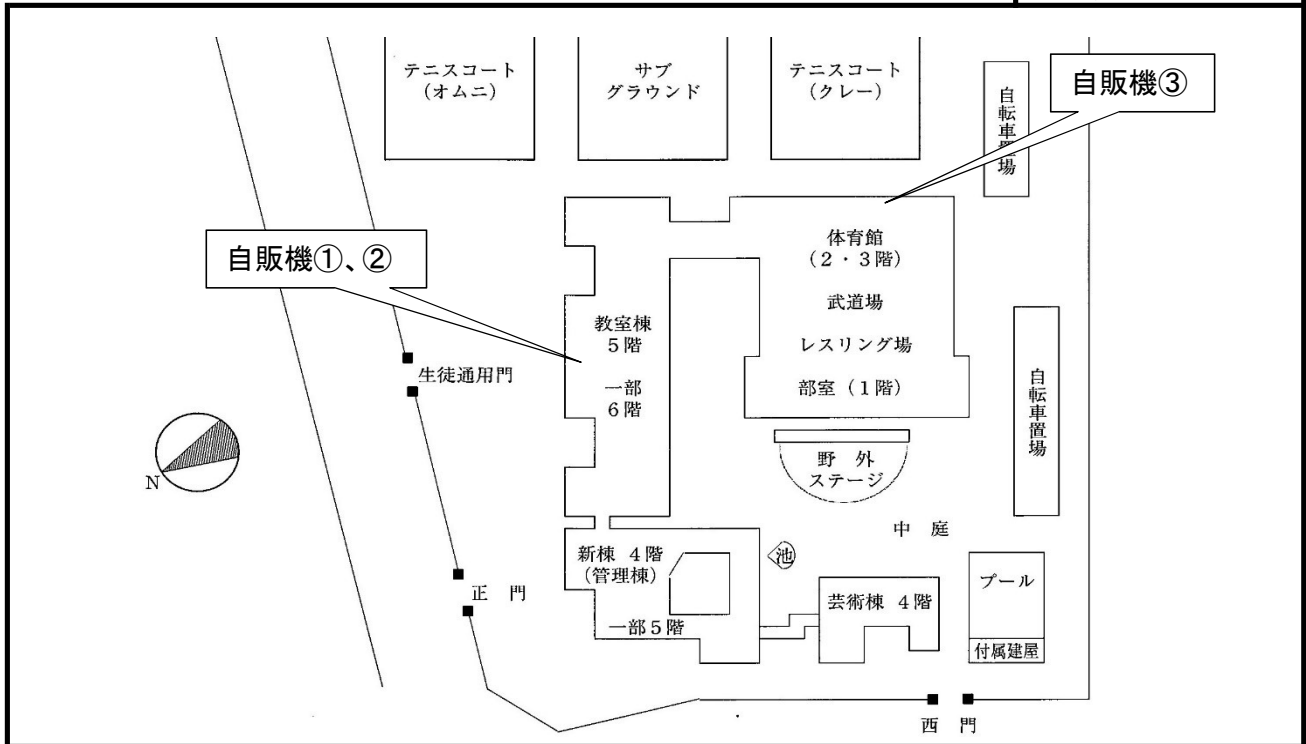 テニスコート
（オムニ）
サブ
グラウンド
テニスコート
（クレー）
自販機③
自転車置場
自販機①、②
体育館
（２・３階）
武道場
レスリング場
部室（１階）
教室棟
５階
一部
６階
生徒通用門
自転車置場
N
野 外
ステージ
中 庭
新棟 ４階
（管理棟）
池
プール
正 門
芸術棟 ４階
一部５階
付属建屋
西 門